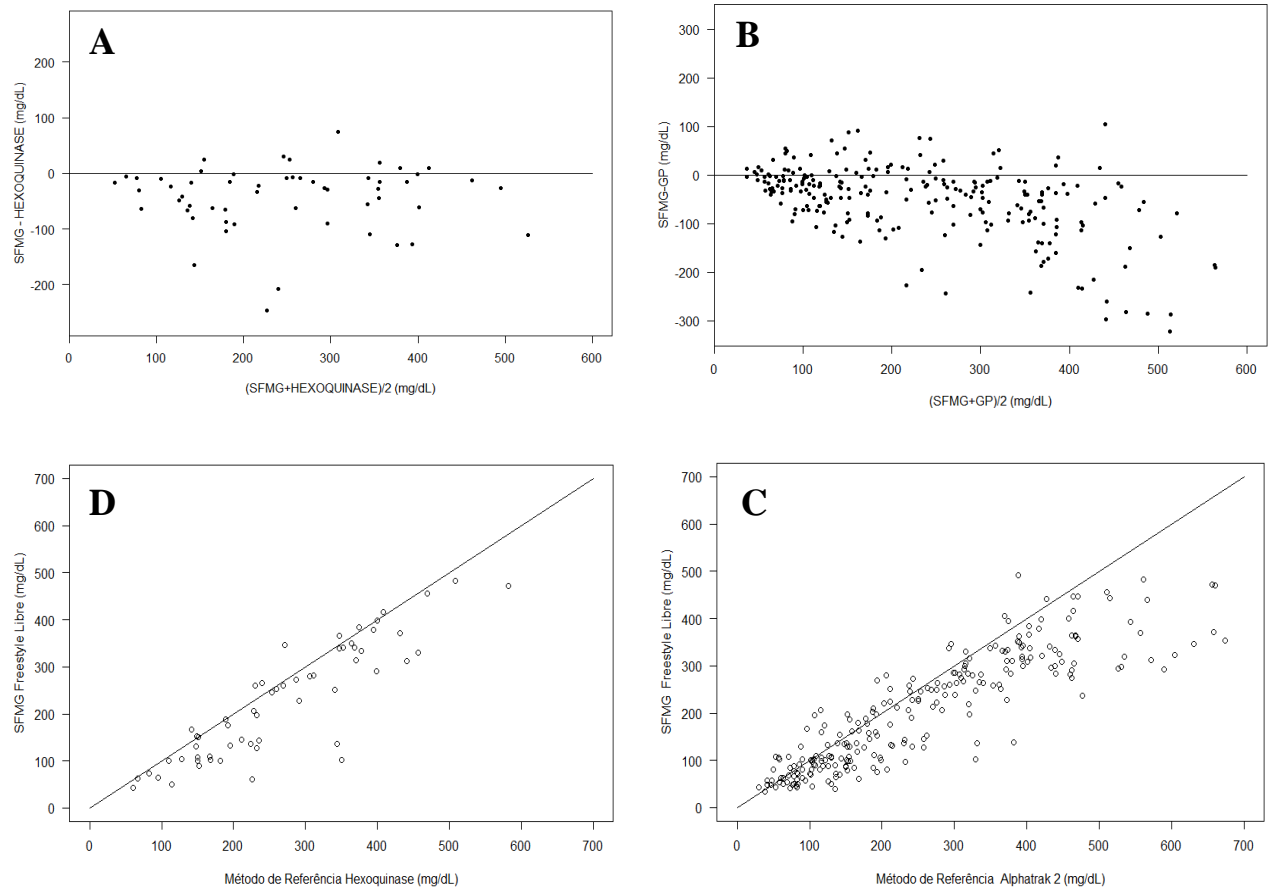 A
SFMG - HEXOQUINASE (mg/dL)
200
100
0
-100
-200
0 100 200 300 400 500 600
(SFMG+HEXOQUINASE)/2 (mg/dL)
B
SFMG-GP (mg/dL)
300
200
100
0
-100
-200
-300
0 100 200 300 400 500 600
(SFMG+GP)/2 (mg/dL)
D
SFMG Freestyle Libre (mg/dL)
700
600
500
400
300
200
100
0
0 100 200 300 400 500 600 700
Método de Referência Hexoquinase (mg/dL)
C
SFMG Freestyle Libre (mg/dL)
700
600
500
400
300
200
100
0
0 100 200 300 400 500 600 700
Método de Referência Alphatrak 2 (mg/dL)